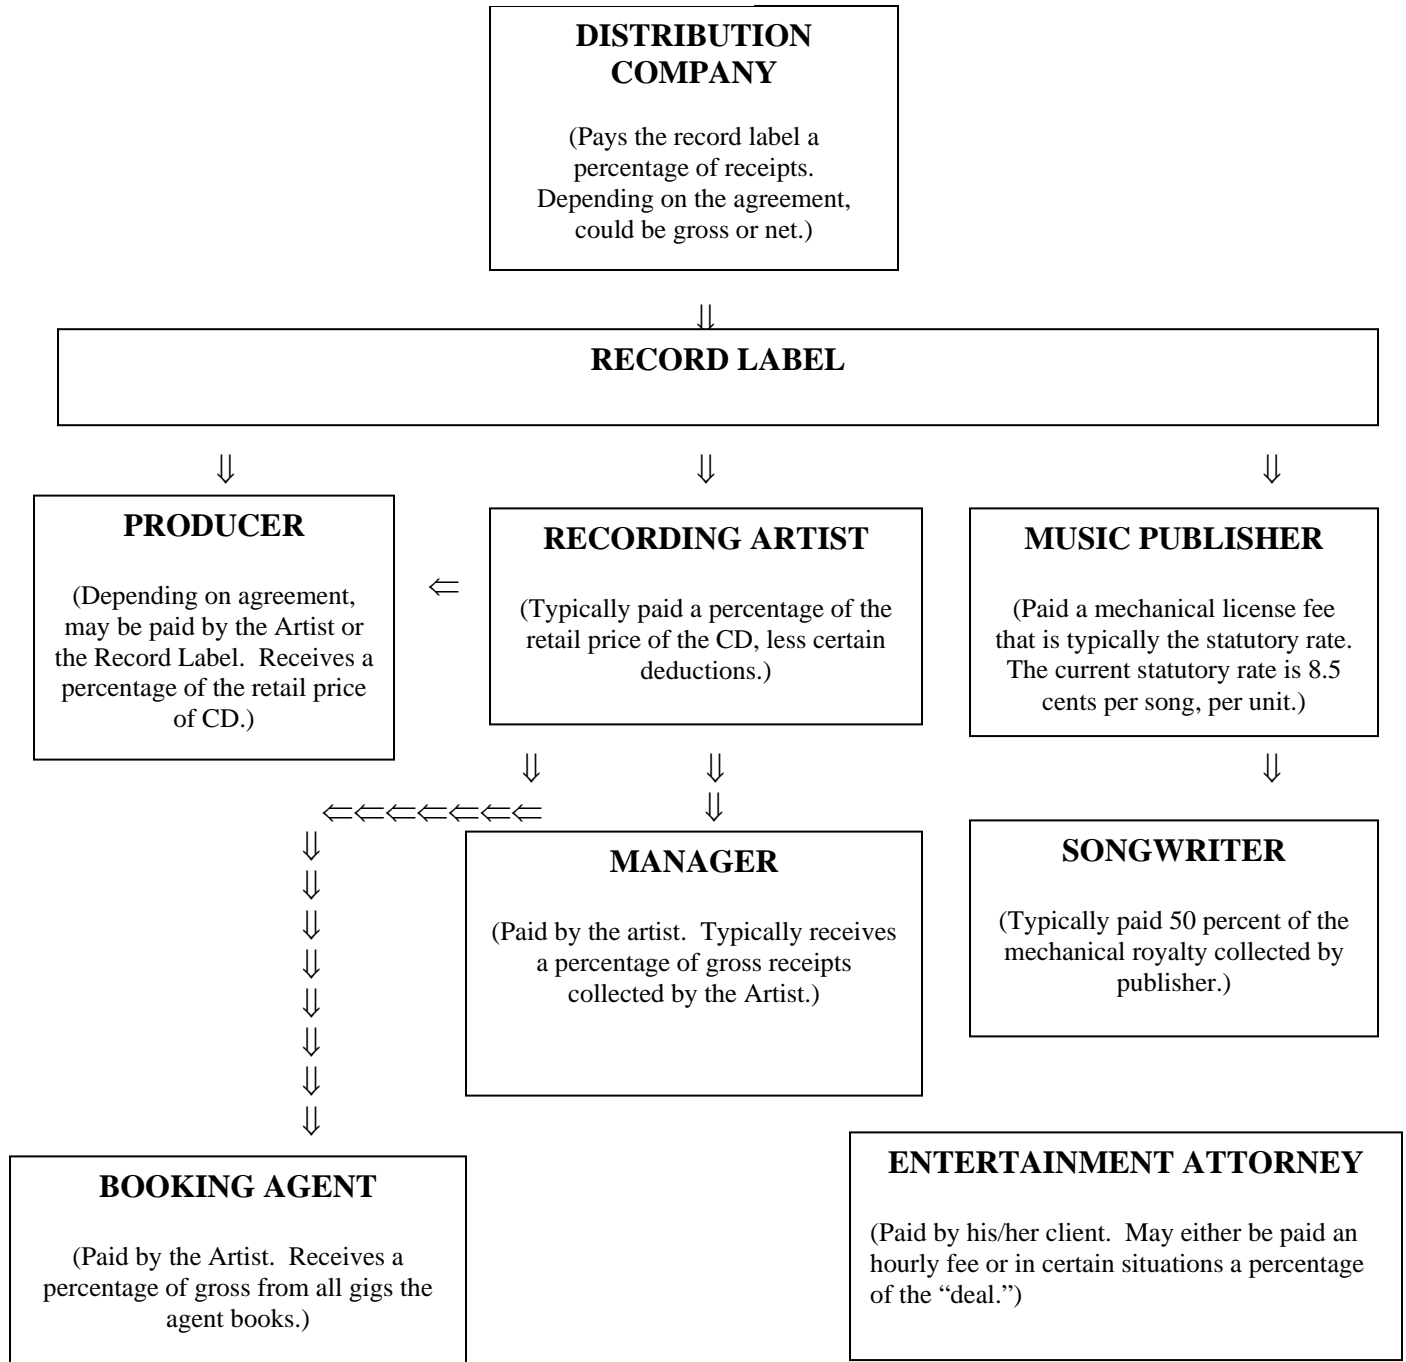 DISTRIBUTION
COMPANY
(Pays the record label a
percentage of receipts.
Depending on the agreement,
could be gross or net.)
⇓
RECORD LABEL
⇓ ⇓ ⇓
PRODUCER
(Depending on agreement,
may be paid by the Artist or
the Record Label. Receives a
percentage of the retail price
of CD.)
⇐
RECORDING ARTIST
(Typically paid a percentage of the
retail price of the CD, less certain
deductions.)
MUSIC PUBLISHER
(Paid a mechanical license fee
that is typically the statutory rate.
The current statutory rate is 8.5
cents per song, per unit.)
⇓ ⇓ ⇓
⇐⇐⇐⇐⇐⇐⇐ ⇓
⇓
⇓
⇓
⇓
⇓
⇓
⇓
⇓
MANAGER
(Paid by the artist. Typically receives
a percentage of gross receipts
collected by the Artist.)
SONGWRITER
(Typically paid 50 percent of the
mechanical royalty collected by
publisher.)
BOOKING AGENT
(Paid by the Artist. Receives a
percentage of gross from all gigs the
agent books.)
ENTERTAINMENT ATTORNEY
(Paid by his/her client. May either be paid an
hourly fee or in certain situations a percentage
of the “deal.”)